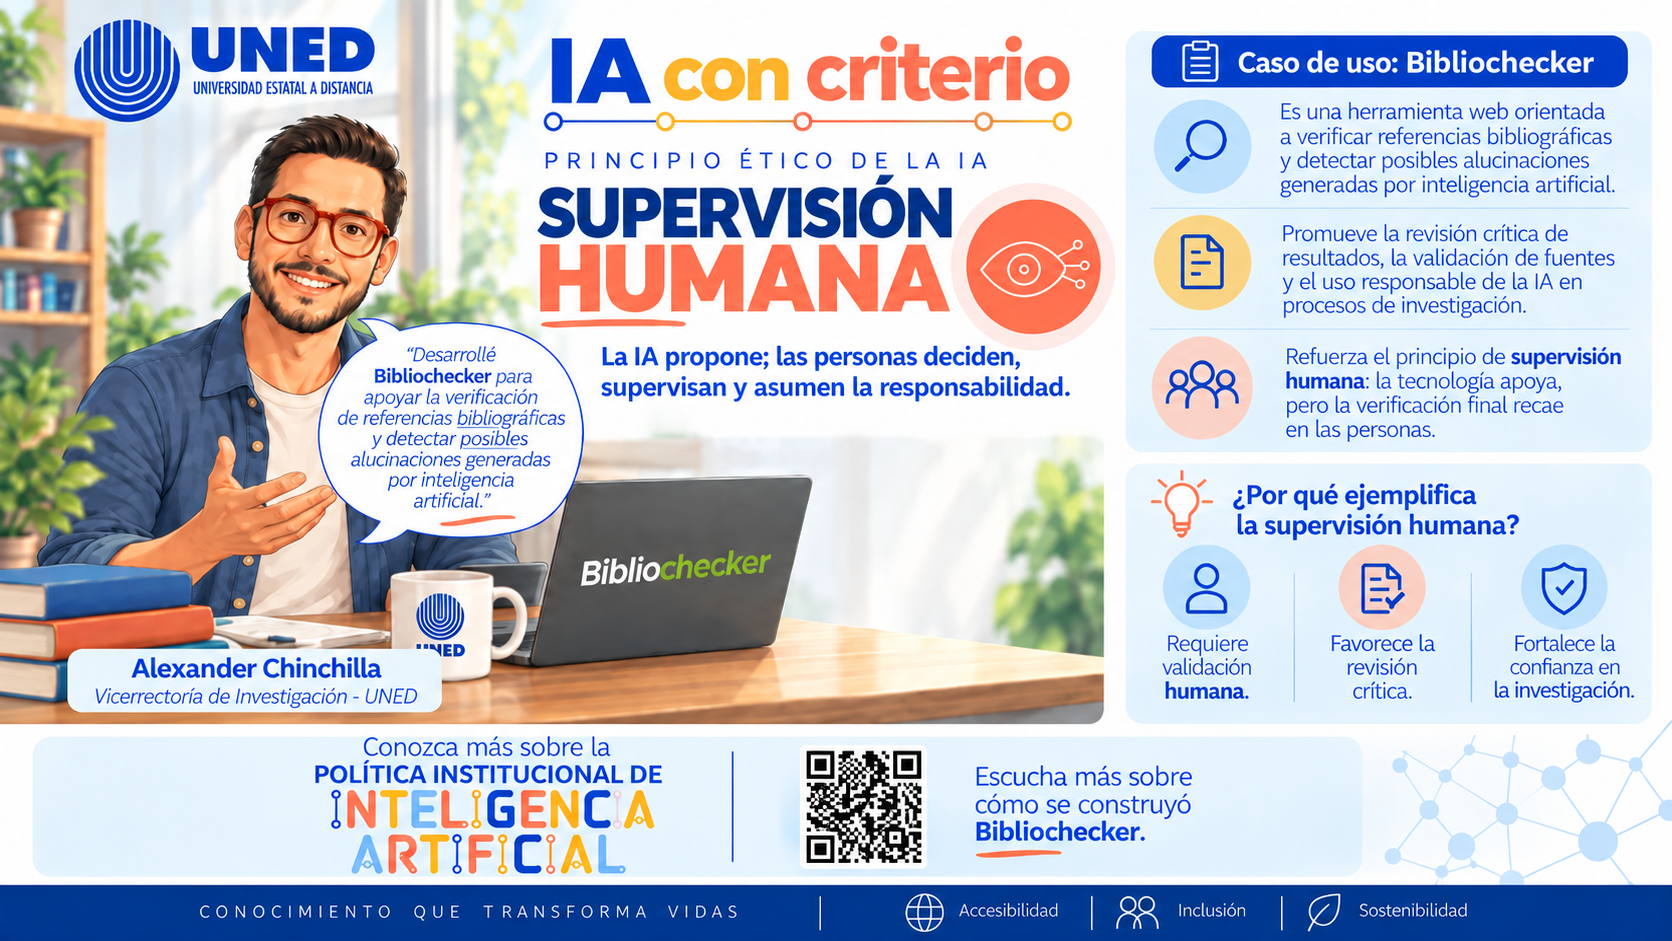 UNED
UNIVERSIDAD ESTATAL A DISTANCIA
IA con criterio
PRINCIPIO ÉTICO DE LA IA
SUPERVISIÓN
HUMANA
La IA propone; las personas deciden,
supervisan y asumen la responsabilidad.
“Desarrollé
Bibliochecker para
apoyar la verificación
de referencias bibliográficas
y detectar posibles
alucinaciones generadas
por inteligencia
artificial.”
Bibliochecker
UNED
Alexander Chinchilla
Vicerrectoría de Investigación - UNED
Caso de uso: Bibliochecker
Es una herramienta web orientada
a verificar referencias bibliográficas
y detectar posibles alucinaciones
generadas por inteligencia artificial.
Promueve la revisión crítica de
resultados, la validación de fuentes
y el uso responsable de la IA en
procesos de investigación.
Refuerza el principio de supervisión
humana: la tecnología apoya,
pero la verificación final recae
en las personas.
¿Por qué ejemplifica
la supervisión humana?
Requiere
validación
humana.
Favorece la
revisión
crítica.
Fortalece la
confianza en
la investigación.
Conozca más sobre la
POLÍTICA INSTITUCIONAL DE
INTELIGENCIA
ARTIFICIAL
Escucha más sobre
cómo se construyó
Bibliochecker.
CONOCIMIENTO QUE TRANSFORMA VIDAS
Accesibilidad
Inclusión
Sostenibilidad